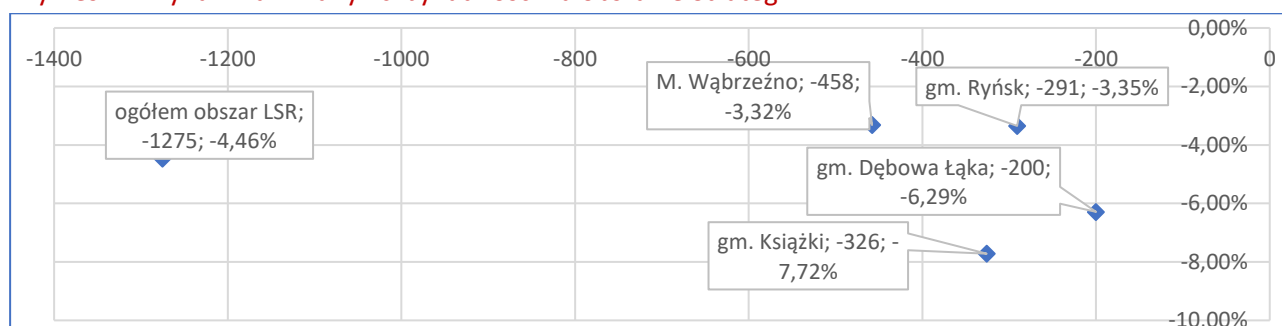 0,00%
-1400 -1200 -1000 -800 -600 -400 -200 0
-2,00%
M. Wąbrzeźno; -458;
-3,32%
gm. Ryńsk; -291; -3,35%
ogółem obszar LSR;
-1275; -4,46%
-4,00%
gm. Dębowa Łąka; -200;
-6,29%
-6,00%
gm. Książki; -326; -
7,72%
-8,00%
-10,00%